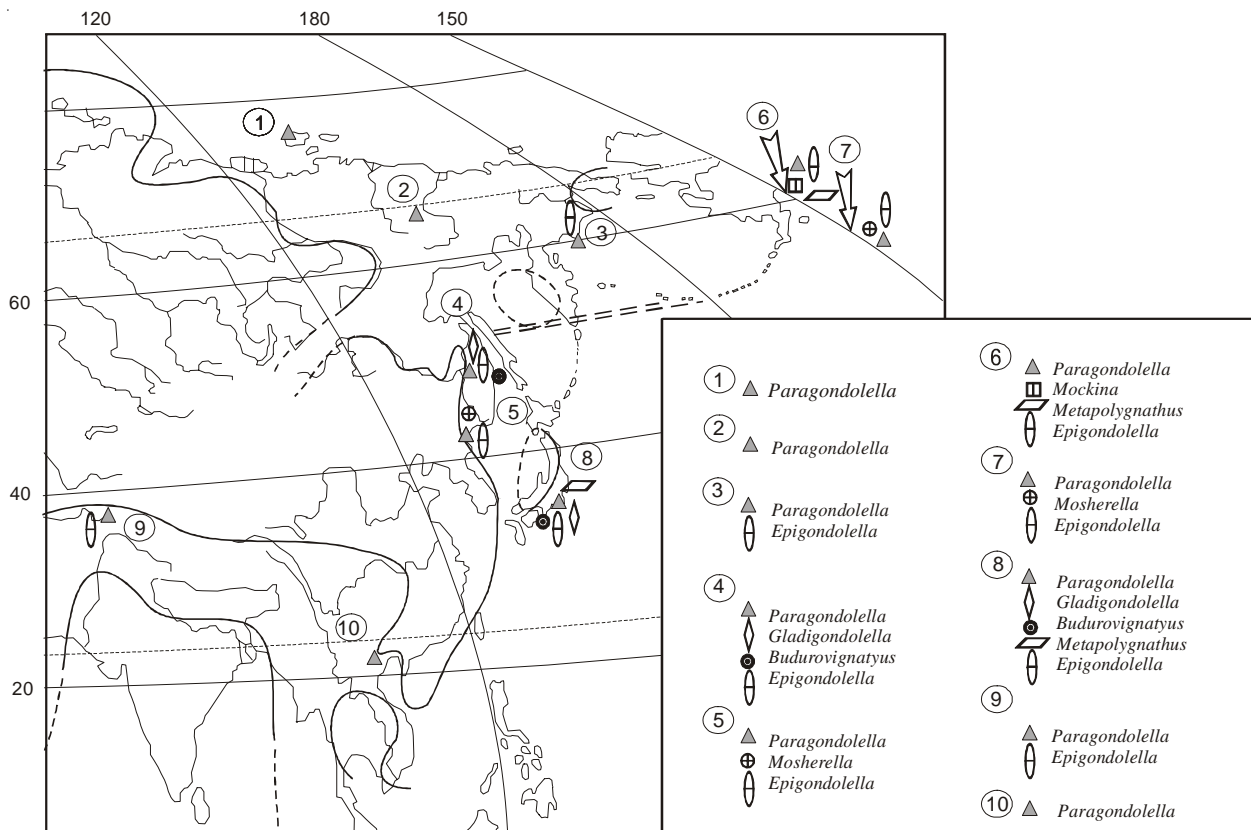 120 180 150
1
2
3
6
7
60
4
5
8
40
9
10
20
1 Paragondolella
2 Paragondolella
3 Paragondolella
Epigondolella
4 Paragondolella
Gladigondolella
Budurovignatyus
Epigondolella
5 Paragondolella
Mosherella
Epigondolella
6 Paragondolella
Mockina
Metapolygnathus
Epigondolella
7 Paragondolella
Mosherella
Epigondolella
8 Paragondolella
Gladigondolella
Budurovignatyus
Metapolygnathus
Epigondolella
9 Paragondolella
Epigondolella
10 Paragondolella